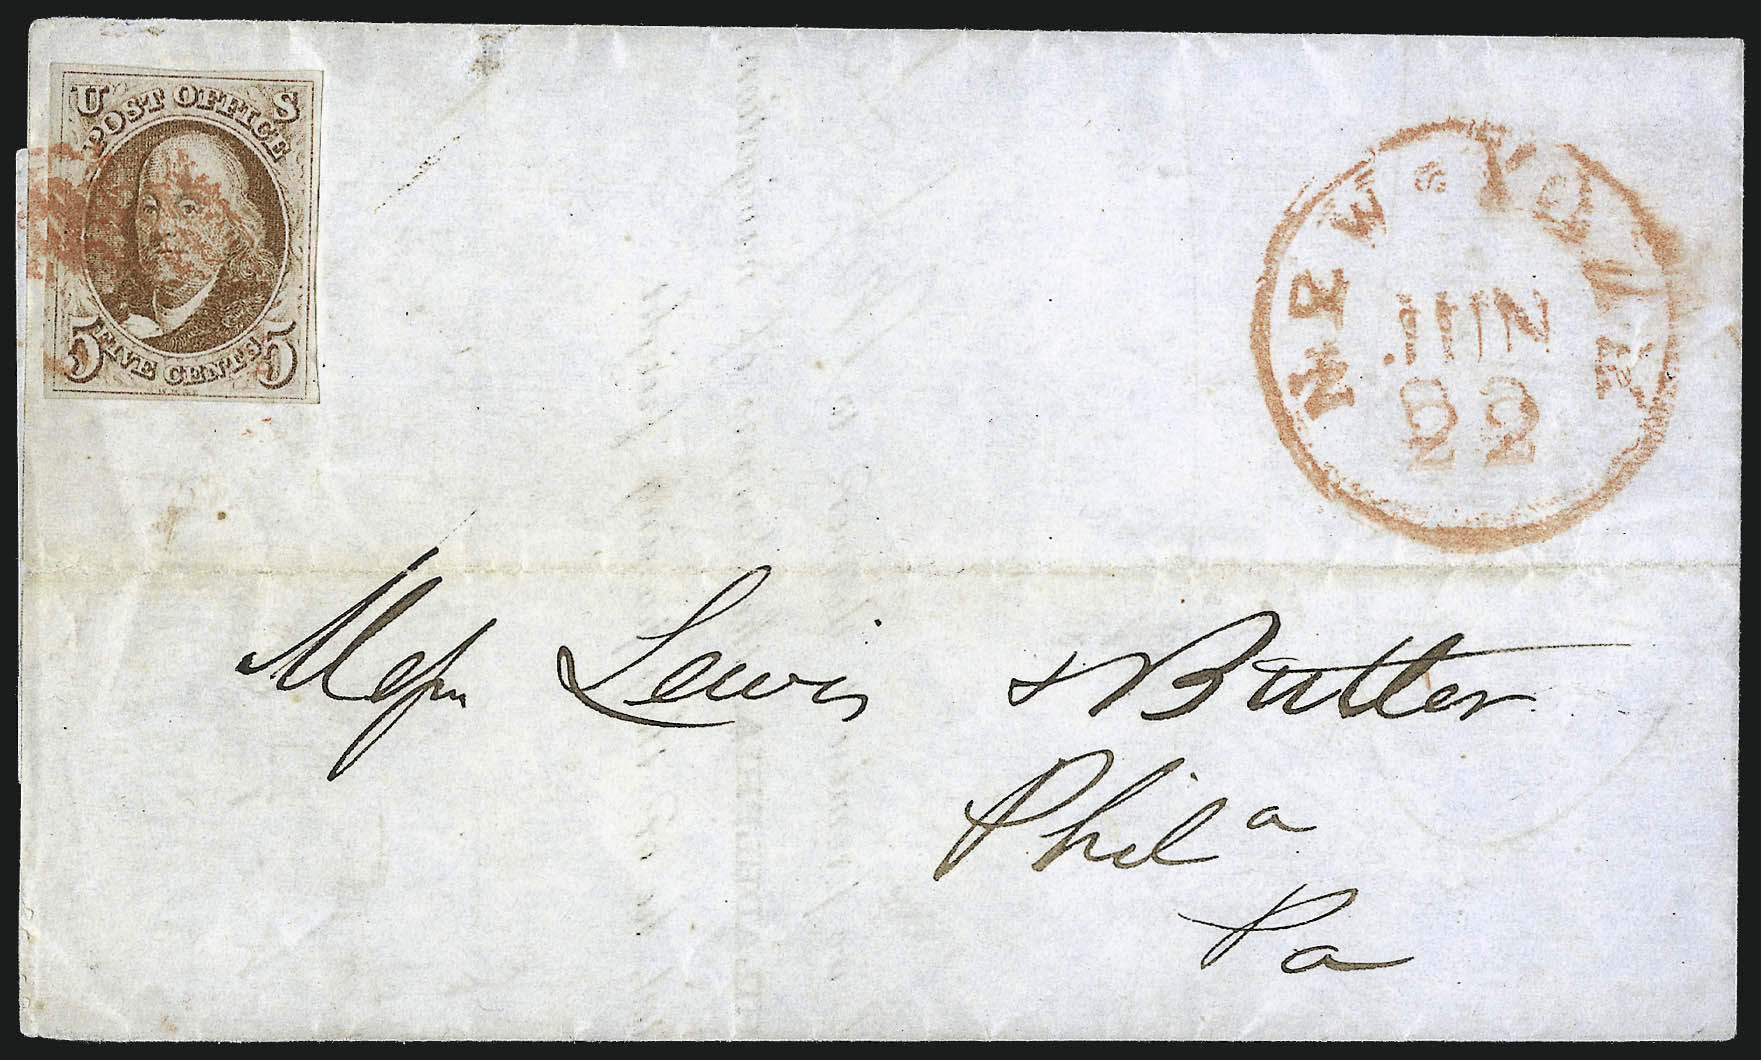 U S
POST OFFICE
5 FIVE CENTS 5
NEW YORK
JUN
22
Messrs Lewis & Butler
Phila
Pa